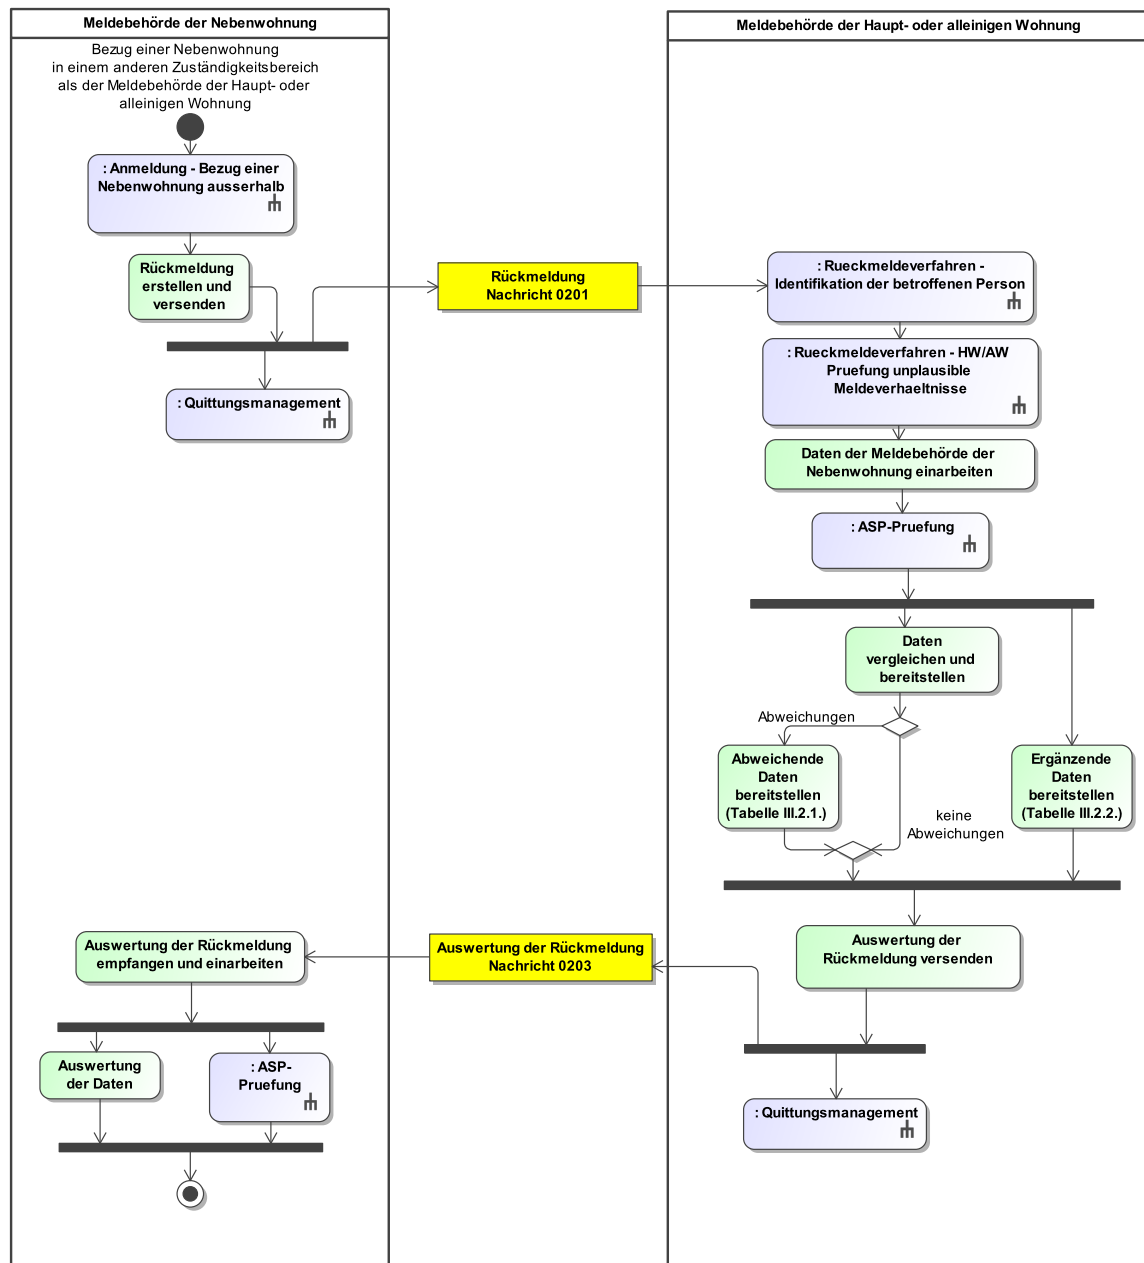 Meldebehörde der Nebenwohnung
Meldebehörde der Haupt- oder alleinigen Wohnung
Bezug einer Nebenwohnung
in einem anderen Zuständigkeitsbereich
als der Meldebehörde der Haupt- oder
alleinigen Wohnung
: Anmeldung - Bezug einer
Nebenwohnung ausserhalb
Rückmeldung
erstellen und
versenden
: Quittungsmanagement
Rückmeldung
Nachricht 0201
: Rueckmeldeverfahren -
Identifikation der betroffenen Person
: Rueckmeldeverfahren - HW/AW
Pruefung unplausible
Meldeverhaeltnisse
Daten der Meldebehörde der
Nebenwohnung einarbeiten
: ASP-Pruefung
Daten
vergleichen und
bereitstellen
Abweichungen
Abweichende
Daten
bereitstellen
(Tabelle III.2.1.)
keine
Abweichungen
Ergänzende
Daten
bereitstellen
(Tabelle III.2.2.)
Auswertung der
Rückmeldung versenden
: Quittungsmanagement
Auswertung der Rückmeldung
Nachricht 0203
Auswertung der Rückmeldung
empfangen und einarbeiten
Auswertung
der Daten
: ASP-
Pruefung